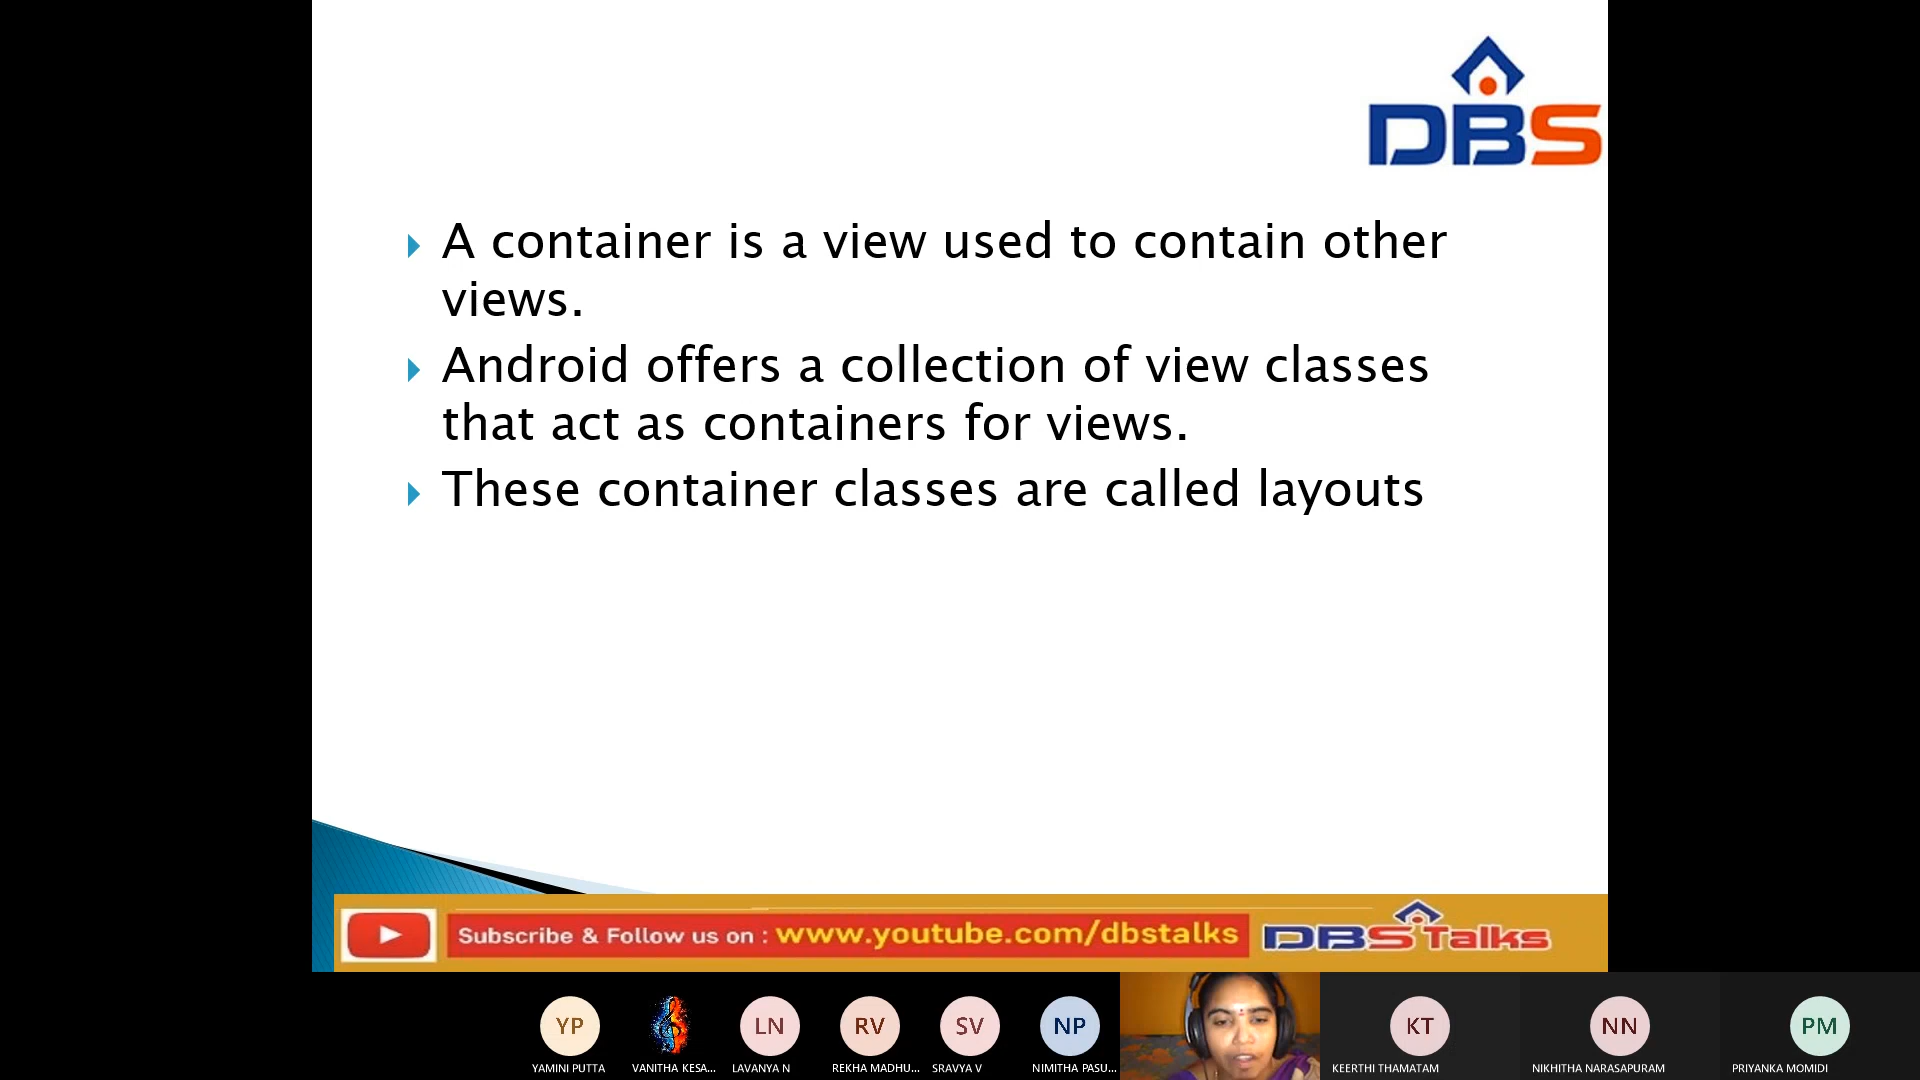 DBS
A container is a view used to contain other
views.
Android offers a collection of view classes
that act as containers for views.
These container classes are called layouts
Subscribe & Follow us on : www.youtube.com/dbstalks DBS Talks
YP LN RV SV NP KT NN PM
YAMINI PUTTA VANITHA KESA... LAVANYA N REKHA MADHU... SRAVYA V NIMITHA PASU... KEERTHI THAMATAM NIKHITHA NARASAPURAM PRIYANKA MOMIDI